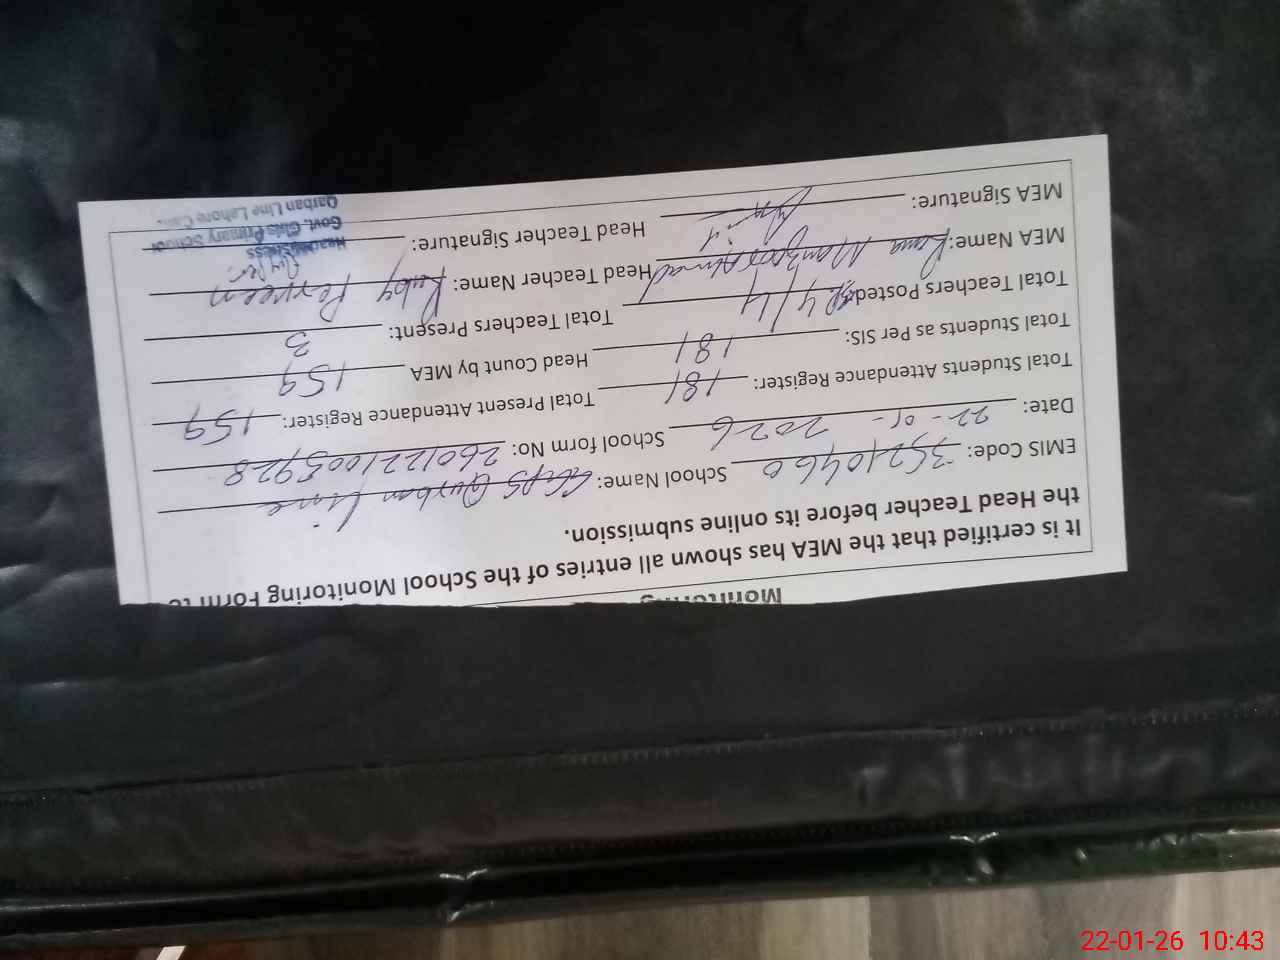 Monitoring
It is certified that the MEA has shown all entries of the School Monitoring Form to
the Head Teacher before its online submission.
EMIS Code: 35210460 School Name: GGPS Qurban Line
Date: 22-01-2026 School form No: 2601221005928
Total Students Attendance Register: 181 Total Present Attendance Register: 159
Total Students as Per SIS: 181 Head Count by MEA 159
Total Teachers Posted: 4/4 Total Teachers Present: 3
MEA Name: Rana Manzoor Ahmad Head Teacher Name: Ruby Perveen
MEA Signature: Head Teacher Signature:
Headmistress
Govt. Girls Primary School
Qarban Line Lahore Can..
22-01-26 10:43